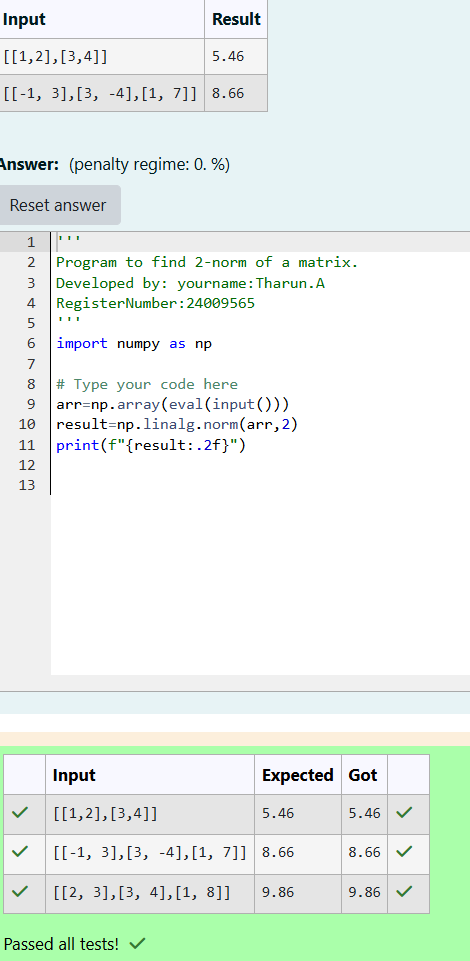 Input Result
[[1,2],[3,4]] 5.46
[[-1, 3],[3, -4],[1, 7]] 8.66
Answer: (penalty regime: 0. %)
Reset answer
1 '''
2 Program to find 2-norm of a matrix.
3 Developed by: yourname:Tharun.A
4 RegisterNumber:24009565
5 '''
6 import numpy as np
7
8 # Type your code here
9 arr=np.array(eval(input()))
10 result=np.linalg.norm(arr,2)
11 print(f"{result:.2f}")
12
13
Input Expected Got
[[1,2],[3,4]] 5.46 5.46
[[-1, 3],[3, -4],[1, 7]] 8.66 8.66
[[2, 3],[3, 4],[1, 8]] 9.86 9.86
Passed all tests!